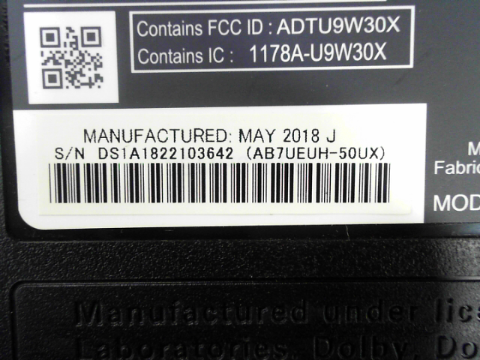 Contains FCC ID : ADTU9W30X
Contains IC : 1178A-U9W30X
MANUFACTURED: MAY 2018 J
S/N DS1A1822103642 (AB7UEUH-50UX)
M
Fabric
MOD
Manufactured under lice
Laboratories. Dolby, Do